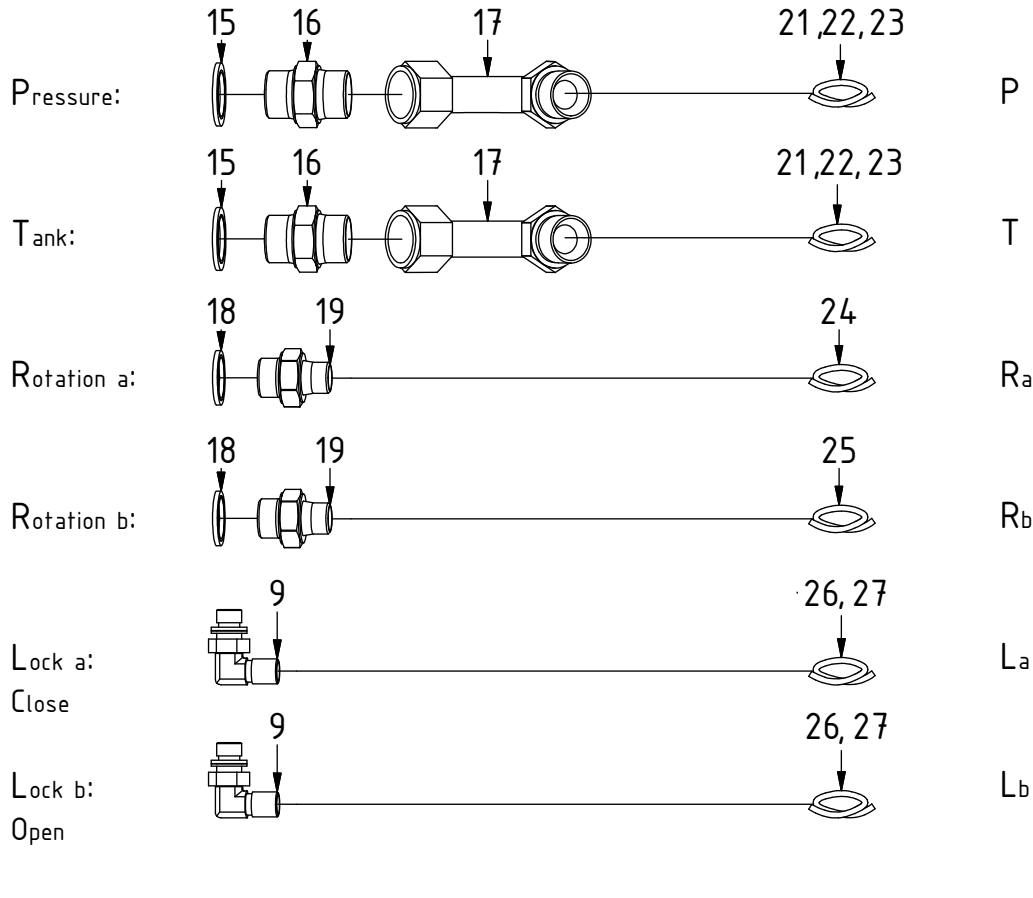 15 16 17 21,22, 23
Pressure: P
15 16 17 21,22, 23
Tank: T
18 19 24
Rotation a: Ra
18 19 25
Rotation b: Rb
9 26, 27
Lock a: La
Close
9 26, 27
Lock b: Lb
Open